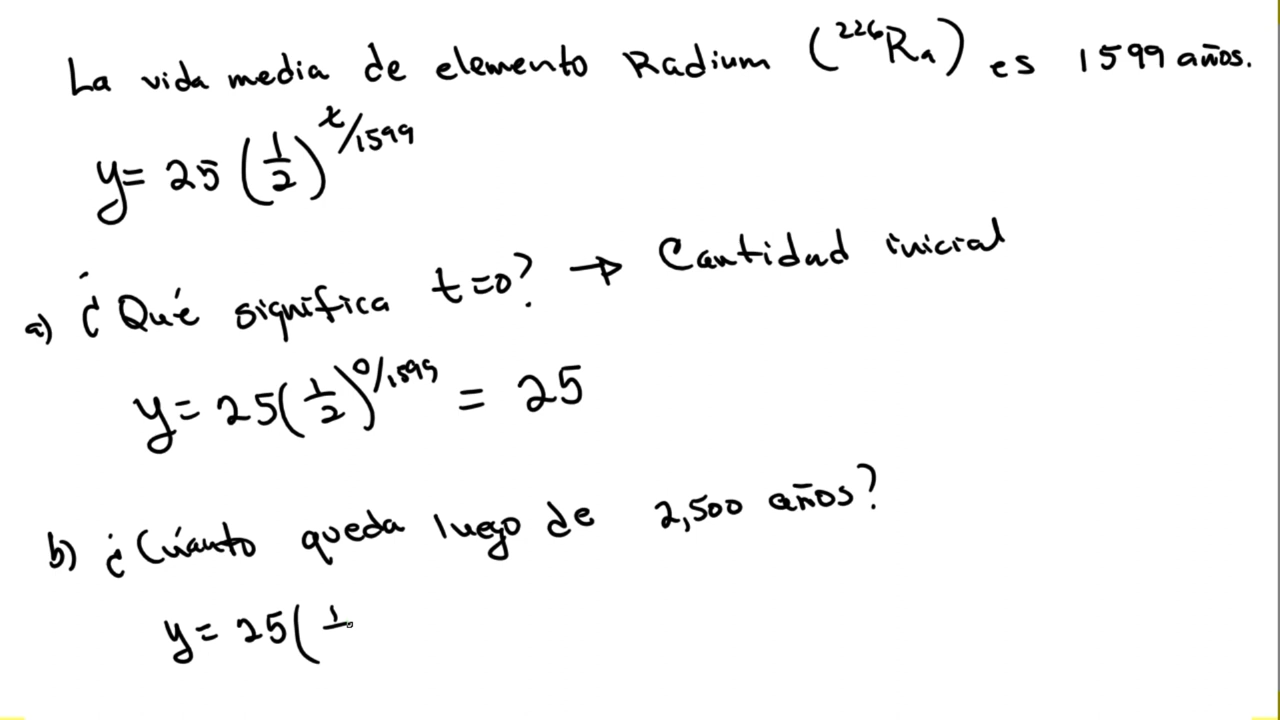 La vida media de elemento Radium (²²⁶Ra) es 1599 años.
y = 25 (1/2)^(t/1599)
a) ¿Qué significa t=0? → Cantidad inicial
y = 25(1/2)^(0/1599) = 25
b) ¿Cúanto queda luego de 2,500 años?
y = 25(1